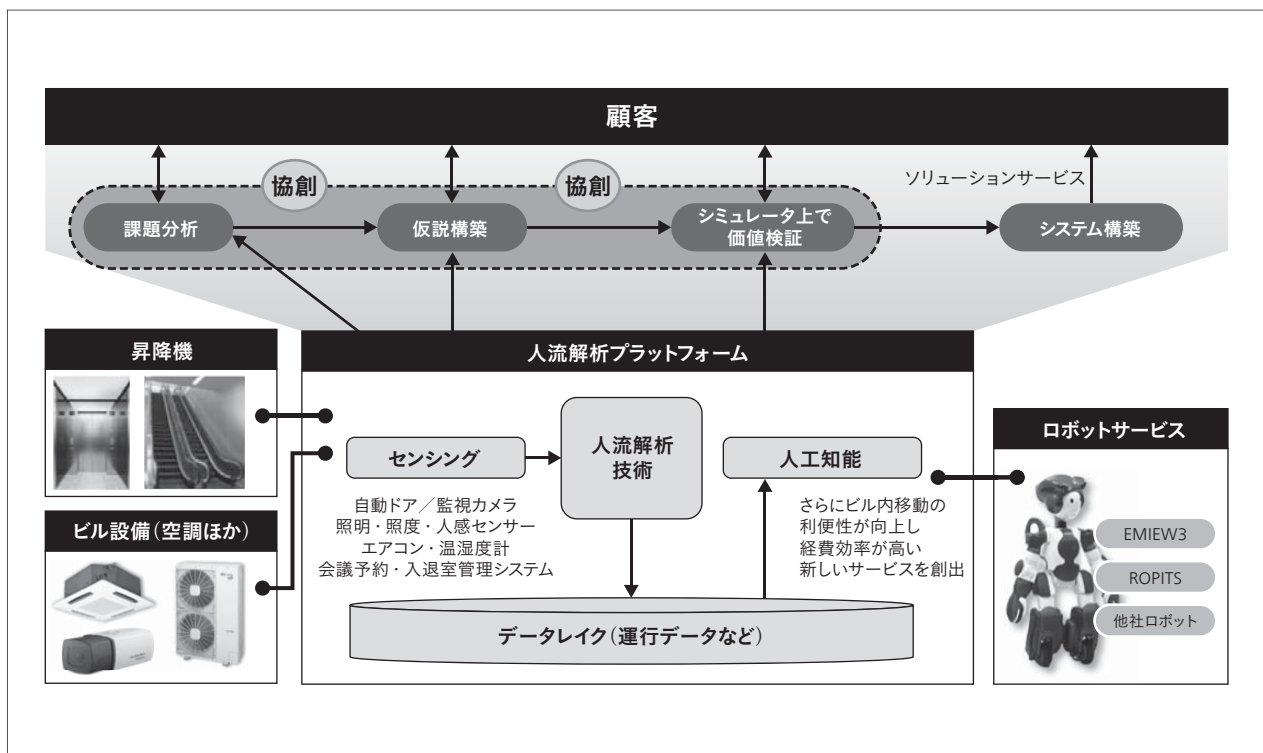 顧客
協創
協創
ソリューションサービス
課題分析
仮説構築
シミュレータ上で
価値検証
システム構築
昇降機
人流解析プラットフォーム
センシング
人流解析
技術
人工知能
自動ドア／監視カメラ
照明・照度・人感センサー
エアコン・温湿度計
会議予約・入退室管理システム
さらにビル内移動の
利便性が向上し
経費効率が高い
新しいサービスを創出
データレイク（運行データなど）
ビル設備（空調ほか）
ロボットサービス
EMIEW3
ROPITS
他社ロボット